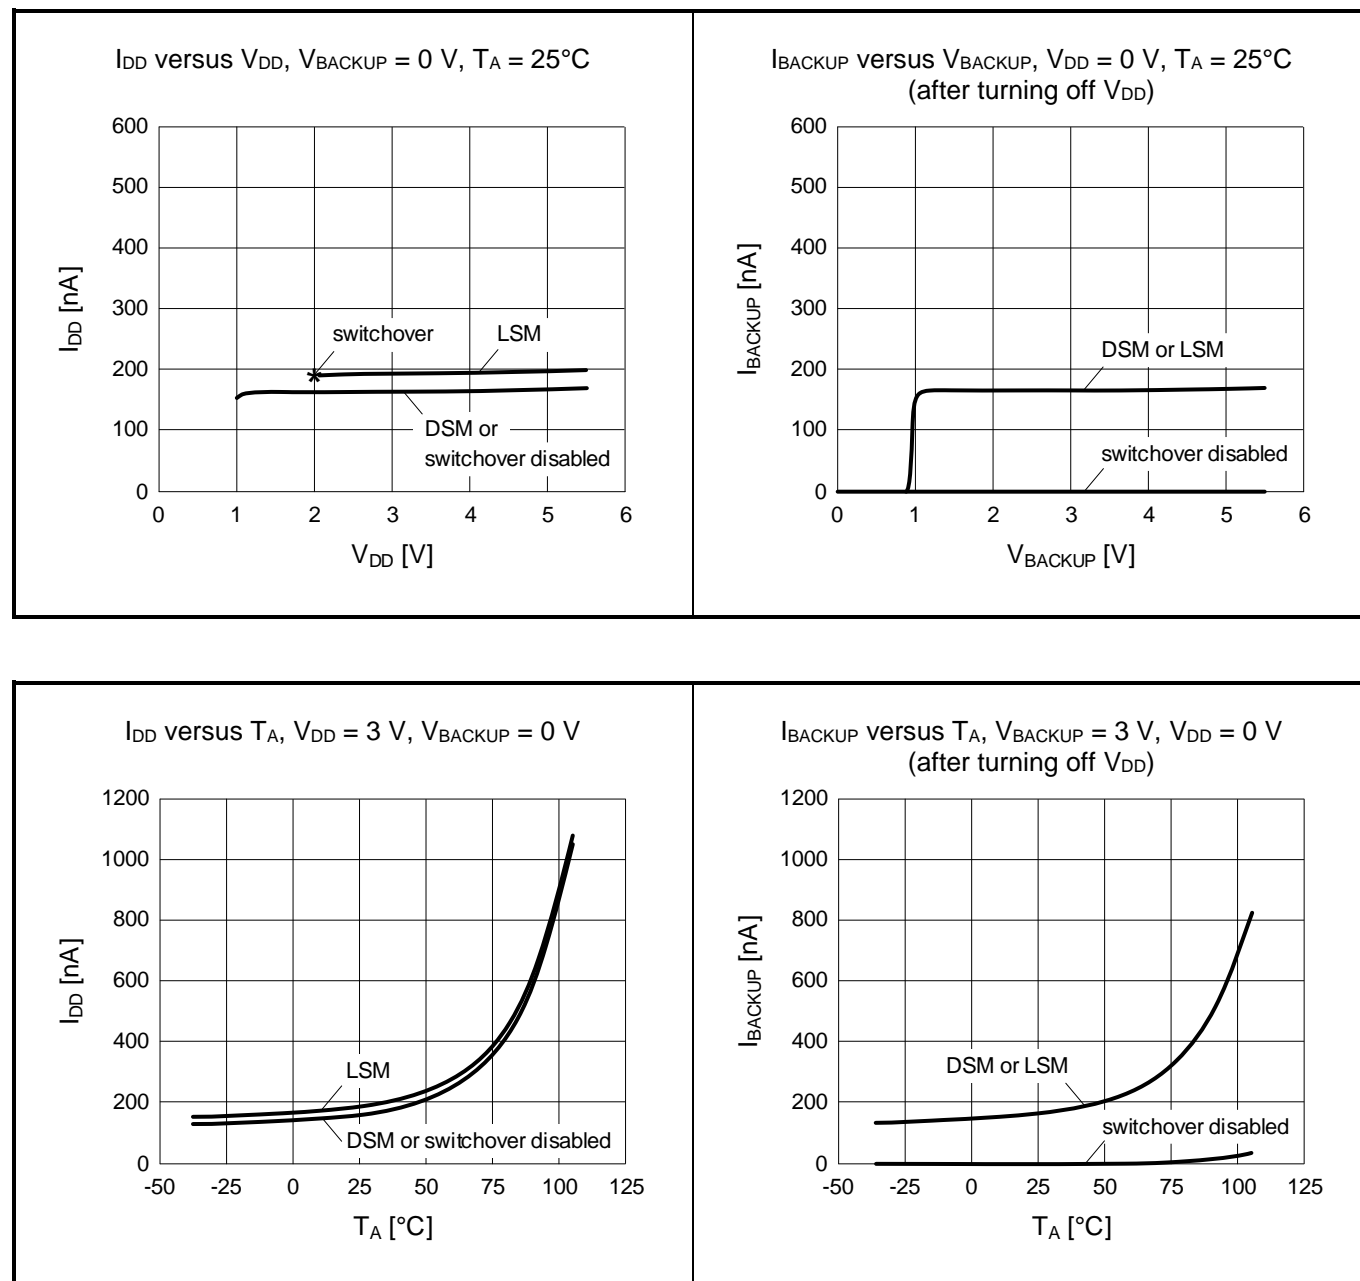 IDD versus VDD, VBACKUP = 0 V, TA = 25°C
600
500
400
300
200
100
0
0 1 2 3 4 5 6
IDD [nA]
VDD [V]
switchover
LSM
DSM or
switchover disabled
IBACKUP versus VBACKUP, VDD = 0 V, TA = 25°C
(after turning off VDD)
600
500
400
300
200
100
0
0 1 2 3 4 5 6
IBACKUP [nA]
VBACKUP [V]
DSM or LSM
switchover disabled
IDD versus TA, VDD = 3 V, VBACKUP = 0 V
1200
1000
800
600
400
200
0
-50 -25 0 25 50 75 100 125
IDD [nA]
TA [°C]
LSM
DSM or switchover disabled
IBACKUP versus TA, VBACKUP = 3 V, VDD = 0 V
(after turning off VDD)
1200
1000
800
600
400
200
0
-50 -25 0 25 50 75 100 125
IBACKUP [nA]
TA [°C]
DSM or LSM
switchover disabled